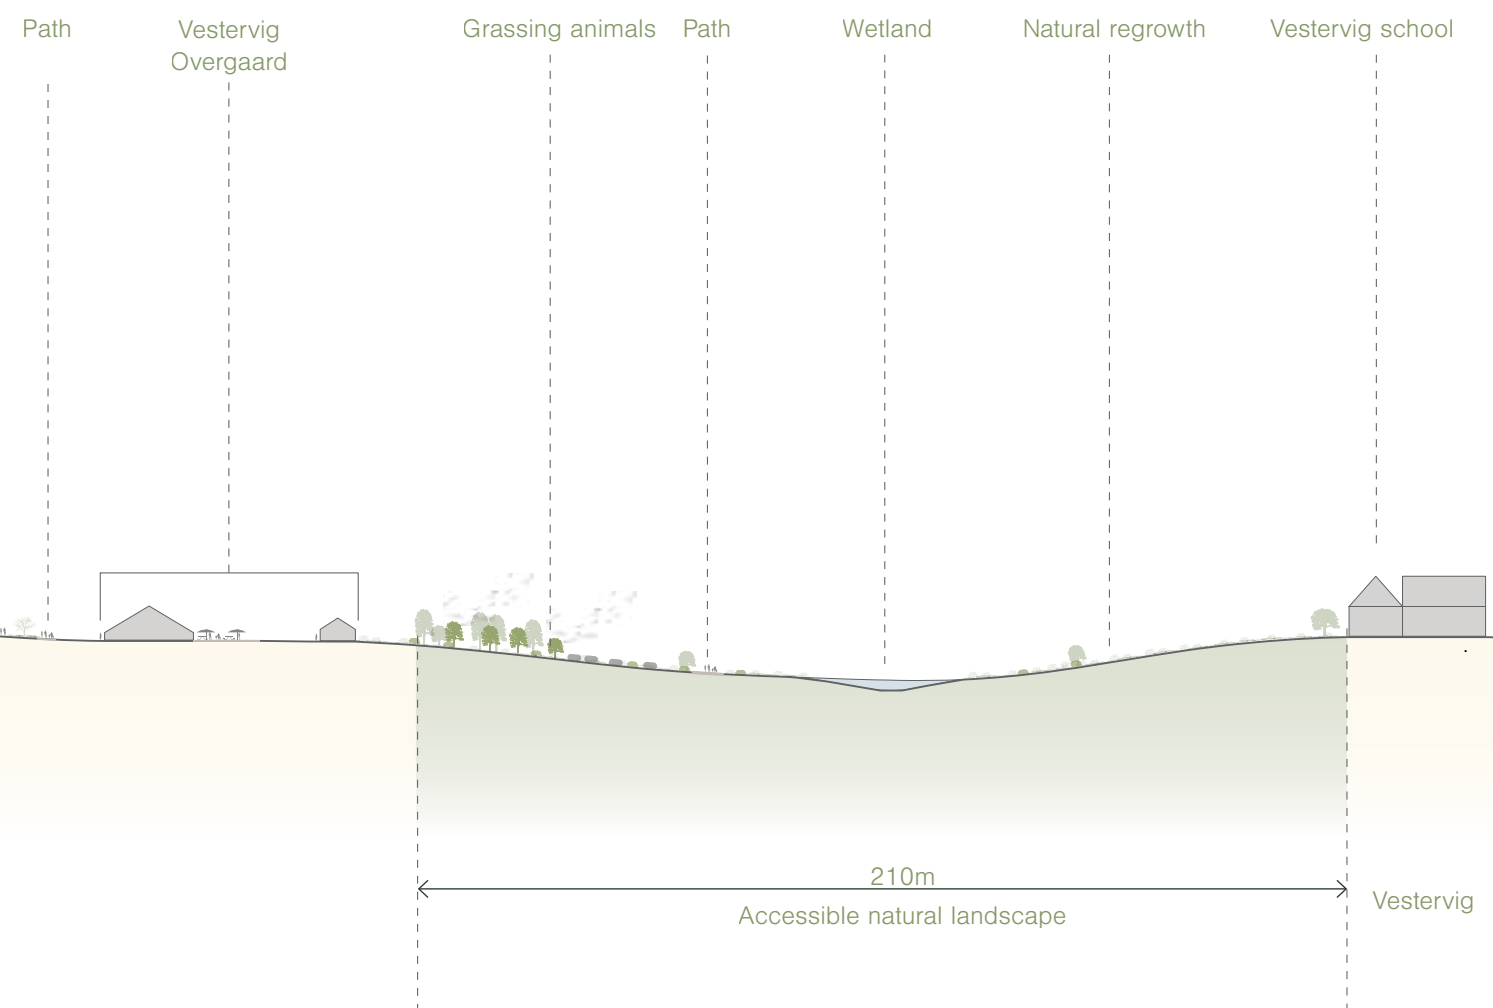 Path
Vestervig
Overgaard
Grassing animals
Path
Wetland
Natural regrowth
Vestervig school
210m
Accessible natural landscape
Vestervig